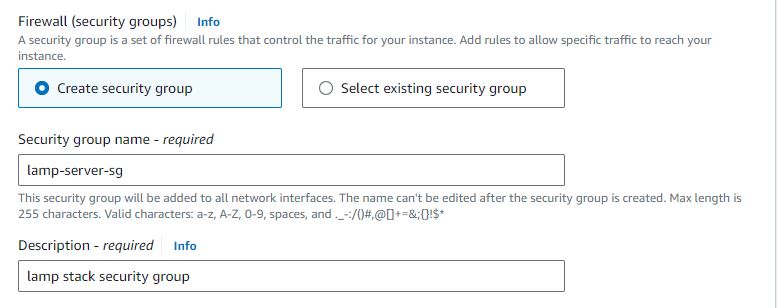 Firewall (security groups) Info
A security group is a set of firewall rules that control the traffic for your instance. Add rules to allow specific traffic to reach your
instance.
Create security group Select existing security group
Security group name - required
lamp-server-sg
This security group will be added to all network interfaces. The name can't be edited after the security group is created. Max length is
255 characters. Valid characters: a-z, A-Z, 0-9, spaces, and ._-:/()#,@[]+=&;{}!$*
Description - required Info
lamp stack security group